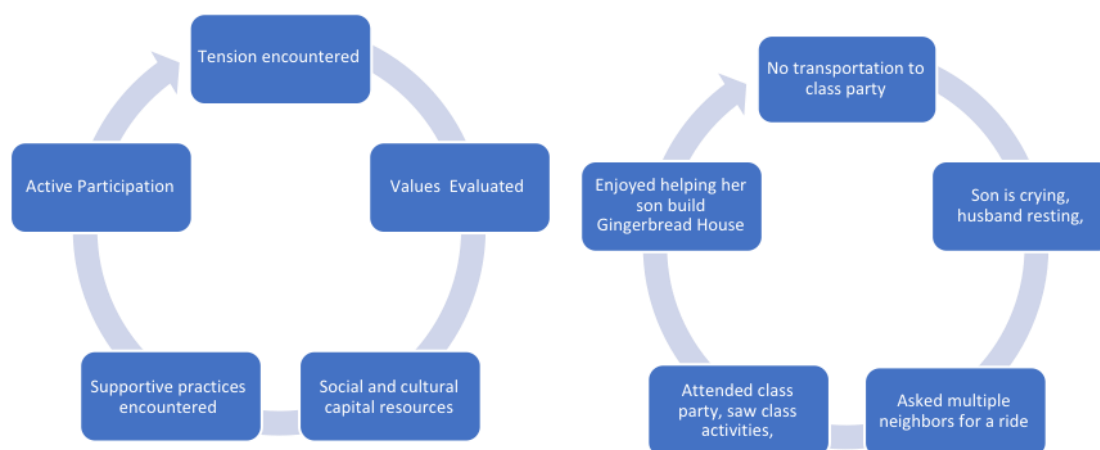 Tension encountered
Values Evaluated
Social and cultural
capital resources
Supportive practices
encountered
Active Participation
No transportation to
class party
Son is crying,
husband resting,
Asked multiple
neighbors for a ride
Attended class
party, saw class
activities,
Enjoyed helping her
son build
Gingerbread House